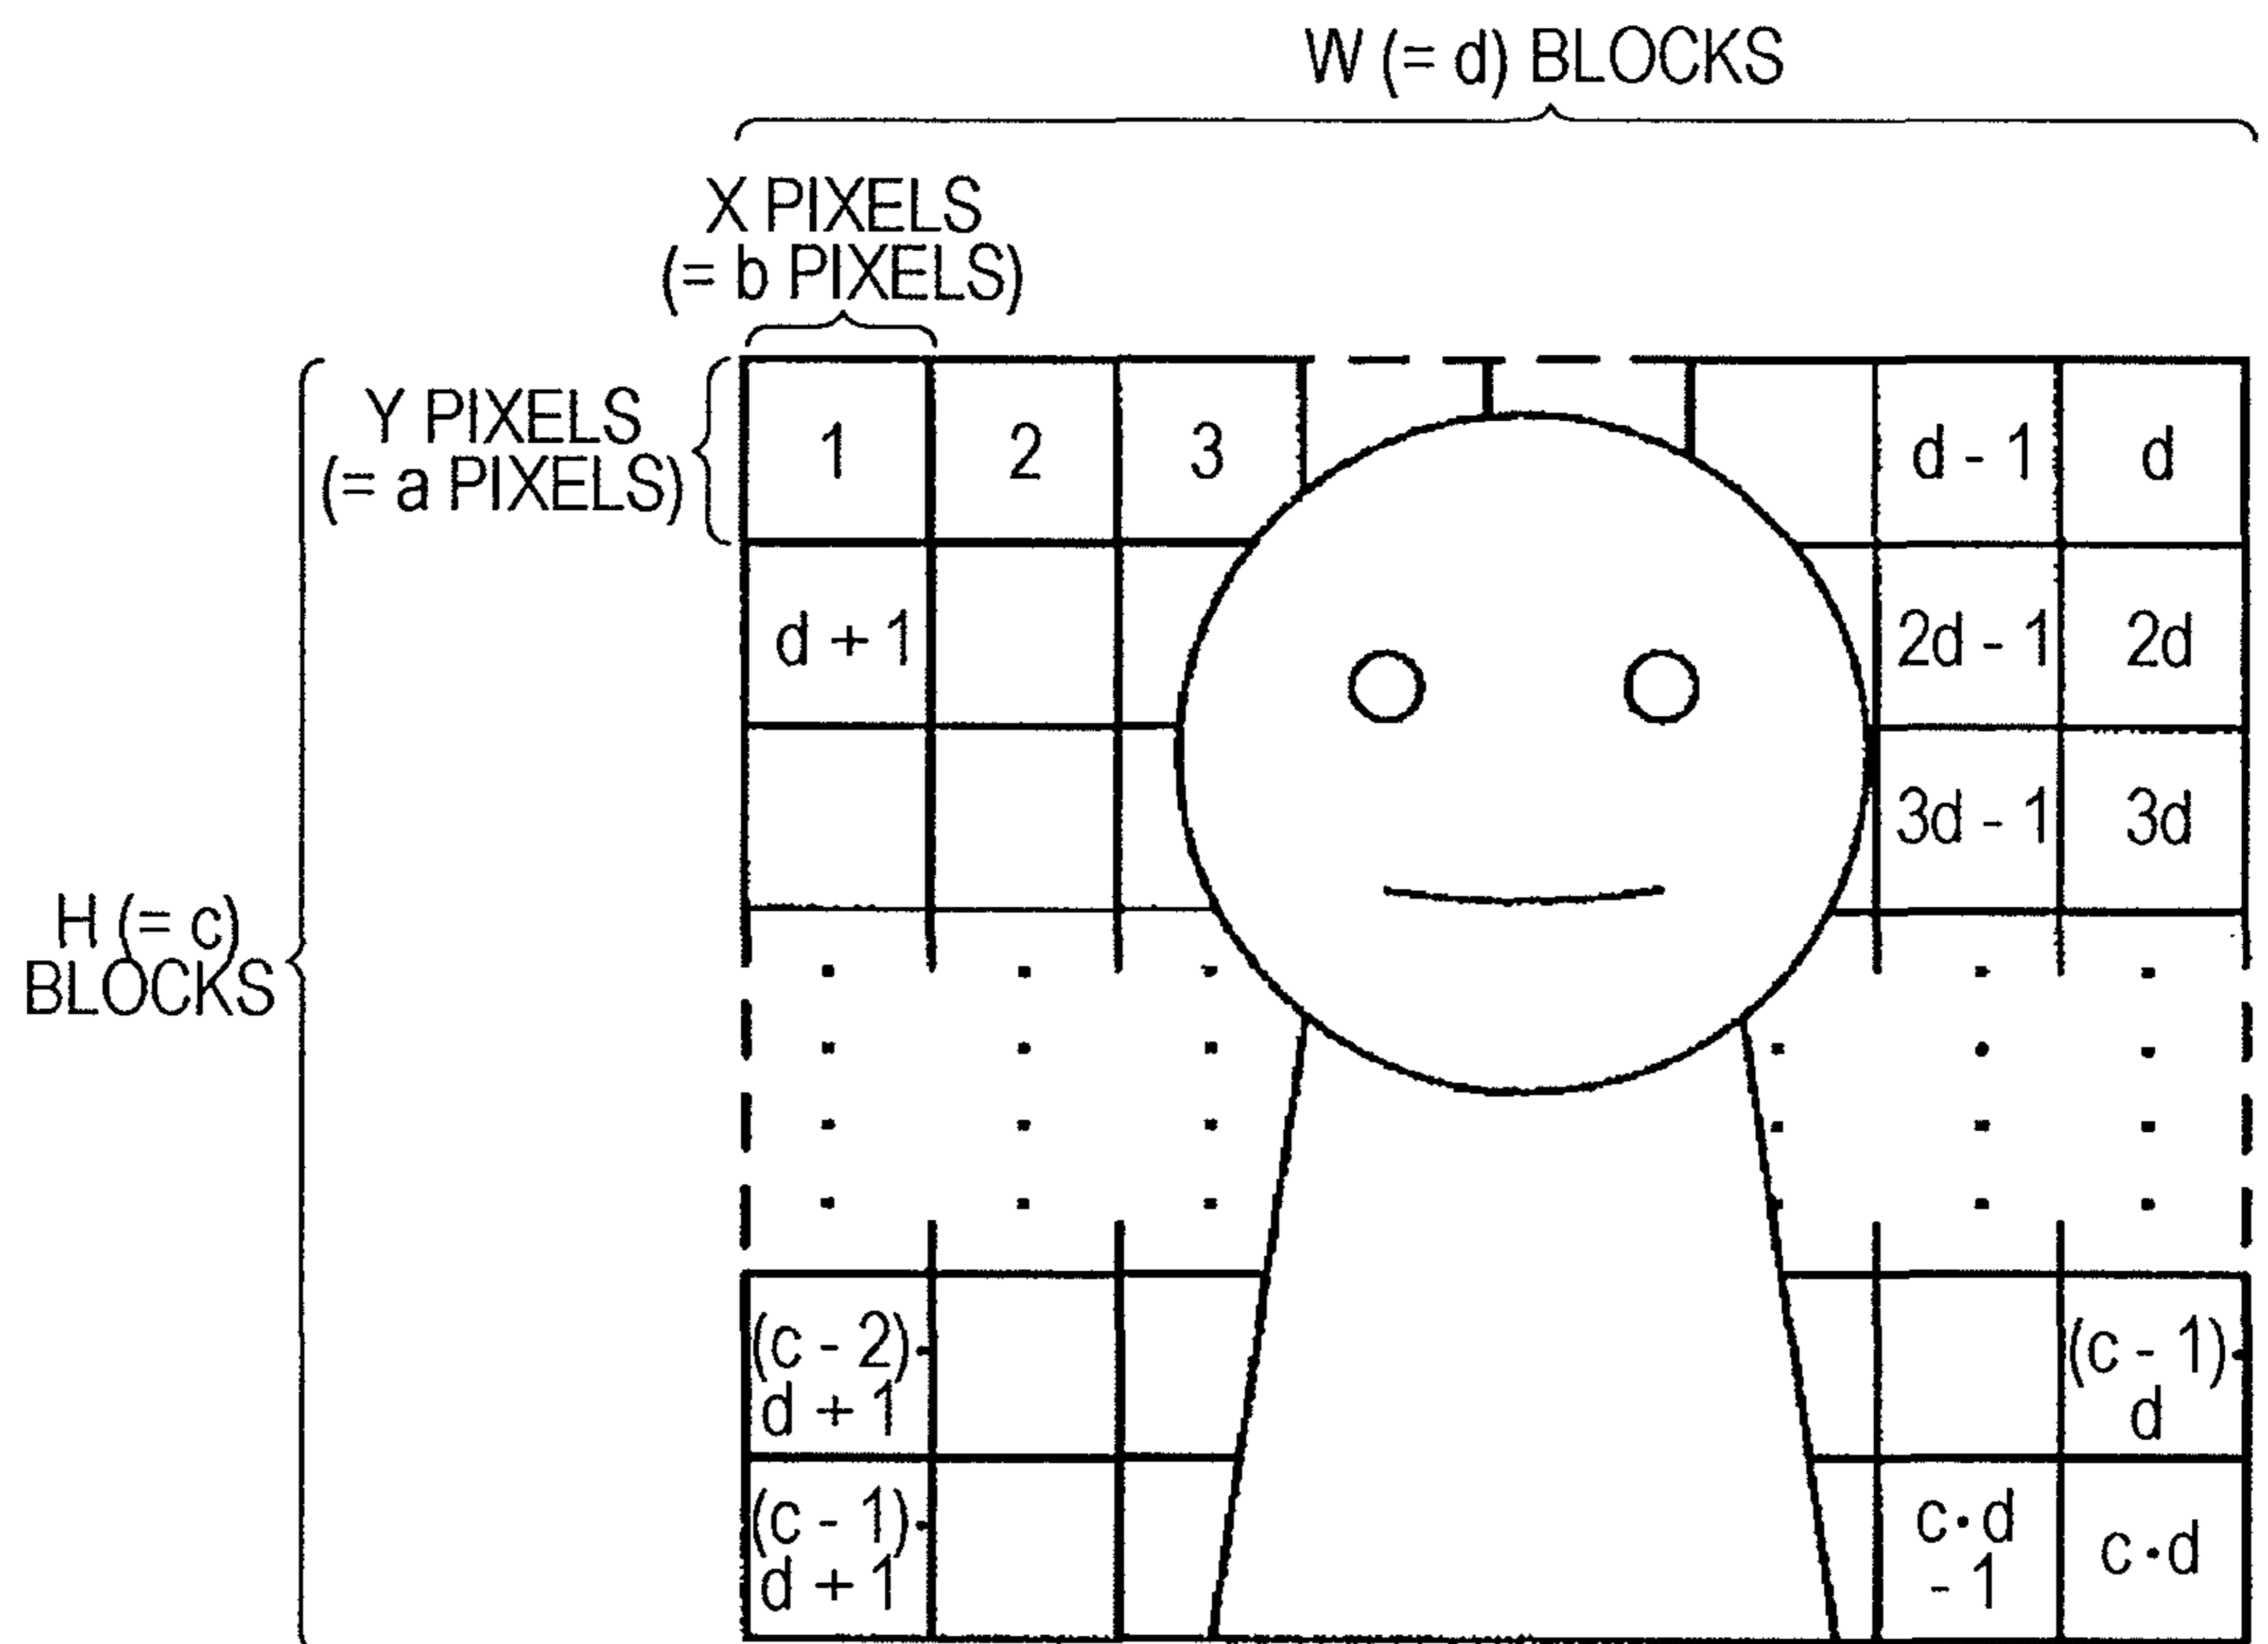 W (= d) BLOCKS
X PIXELS
(= b PIXELS)
Y PIXELS
(= a PIXELS)
1
2
3
d - 1
d
d + 1
2d - 1
2d
3d - 1
3d
H (= c)
BLOCKS
(c - 2)·
d + 1
(c - 1)·
d
(c - 1)·
d + 1
c·d
- 1
c·d